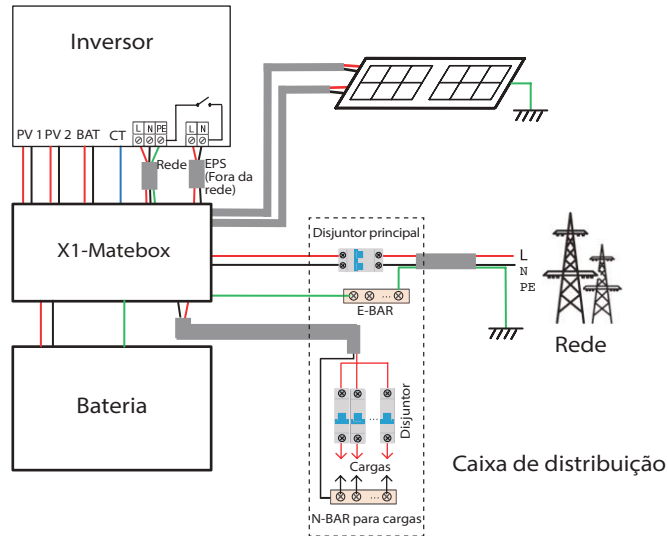 Inversor
PV 1 PV 2 BAT CT
L N PE
L N
Rede
EPS
(Fora da
rede)
X1-Matebox
Disjuntor principal
L
N
PE
E-BAR
Rede
Bateria
Disjuntor
...
...
...
Cargas
N-BAR para cargas
Caixa de distribuição